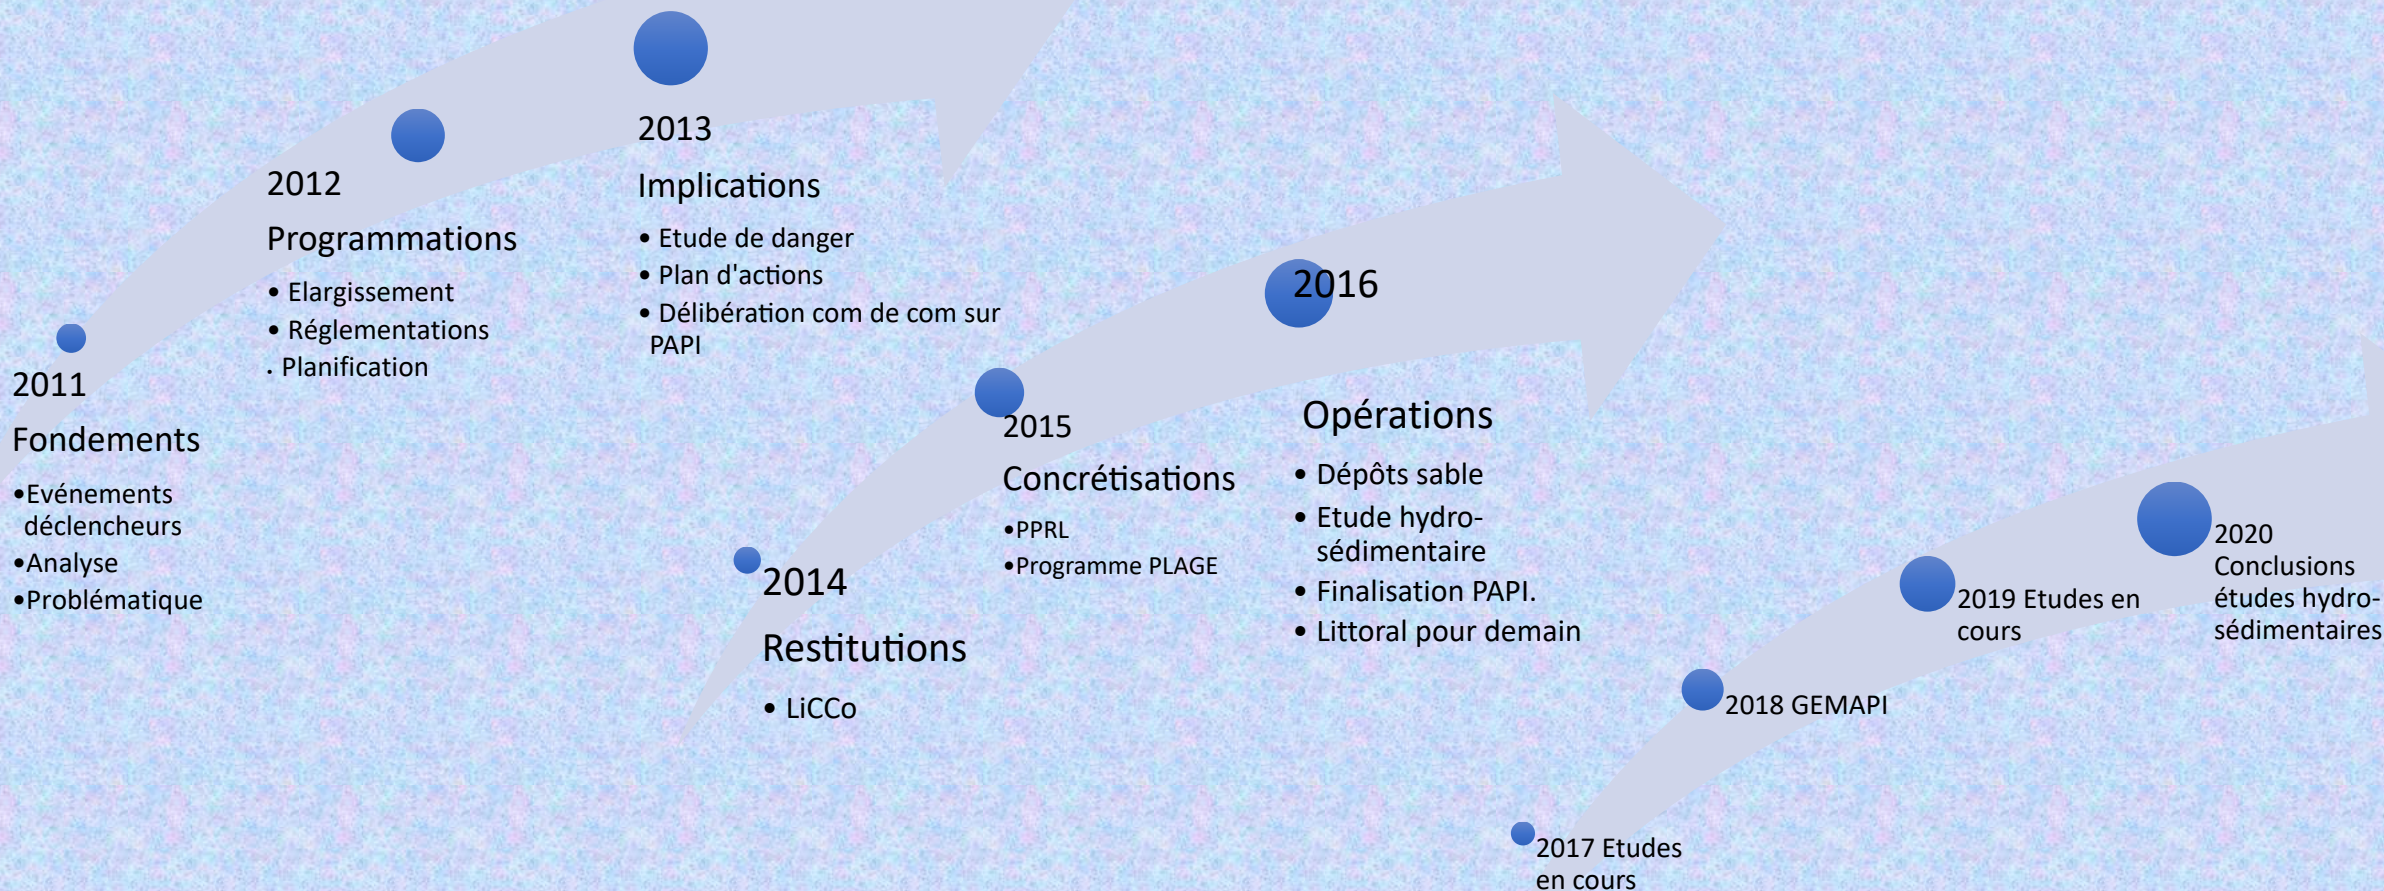 2011
Fondements
•Evénements
déclencheurs
•Analyse
•Problématique
2012
Programmations
• Elargissement
• Réglementations
. Planification
2013
Implications
• Etude de danger
• Plan d'actions
• Délibération com de com sur
PAPI
2014
Restitutions
• LiCCo
2015
Concrétisations
•PPRL
•Programme PLAGE
2016
Opérations
• Dépôts sable
• Etude hydro-
sédimentaire
• Finalisation PAPI.
• Littoral pour demain
2017 Etudes
en cours
2018 GEMAPI
2019 Etudes en
cours
2020
Conclusions
études hydro-
sédimentaires